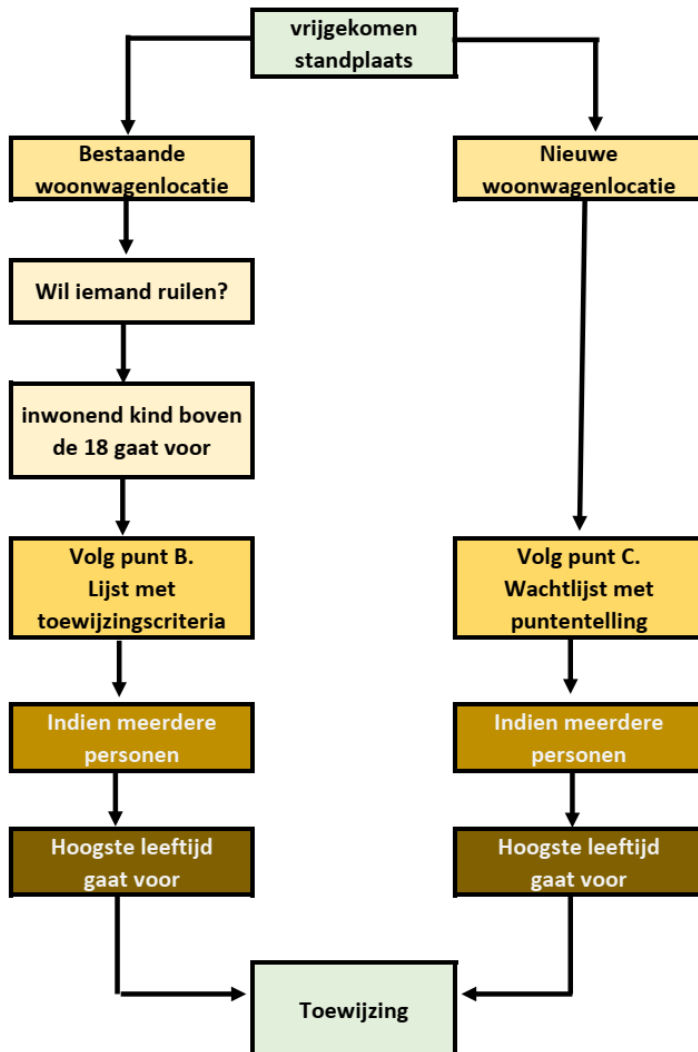 vrijgekomen
standplaats
Bestaande
woonwagenlocatie
Nieuwe
woonwagenlocatie
Wil iemand ruilen?
inwonend kind boven
de 18 gaat voor
Volg punt B.
Lijst met
toewijzingscriteria
Volg punt C.
Wachtlijst met
puntentelling
Indien meerdere
personen
Indien meerdere
personen
Hoogste leeftijd
gaat voor
Hoogste leeftijd
gaat voor
Toewijzing